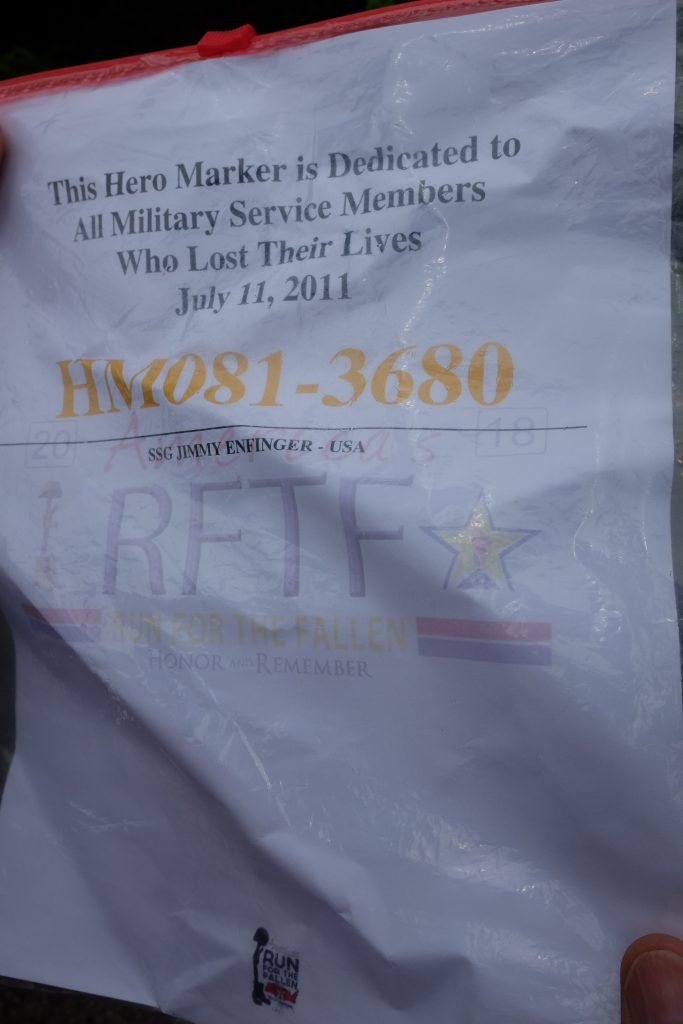 This Hero Marker is Dedicated to
All Military Service Members
Who Lost Their Lives
July 11, 2011
HM081-3680
20 America's 18
SSG JIMMY ENFINGER - USA
RFTF
RUN FOR THE FALLEN
HONOR AND REMEMBER
RUN
FOR THE
FALLEN